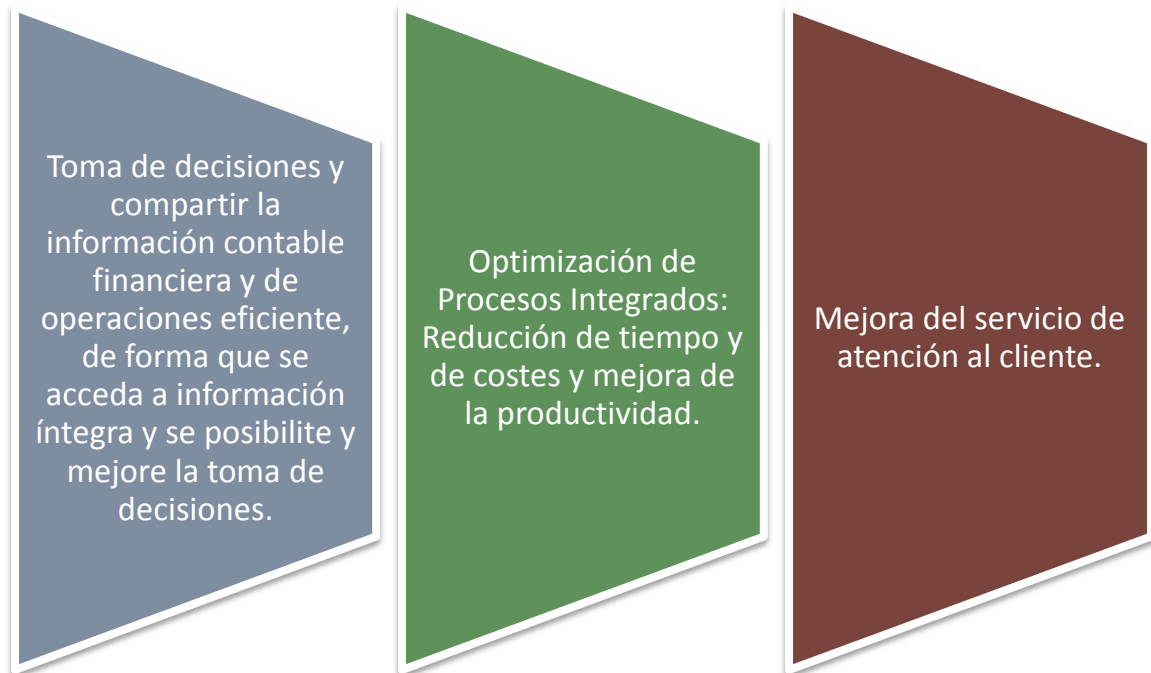 Toma de decisiones y
compartir la
información contable
financiera y de
operaciones eficiente,
de forma que se
acceda a información
íntegra y se posibilite y
mejore la toma de
decisiones.
Optimización de
Procesos Integrados:
Reducción de tiempo y
de costes y mejora de
la productividad.
Mejora del servicio de
atención al cliente.